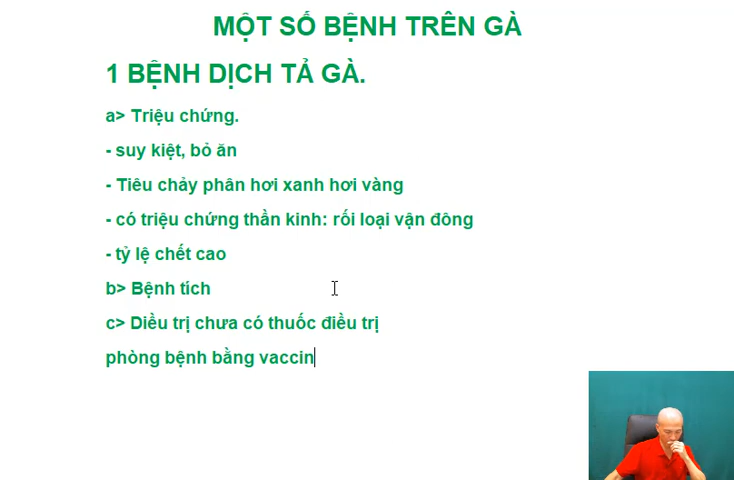 MỘT SỐ BỆNH TRÊN GÀ
1 BỆNH DỊCH TẢ GÀ.
a> Triệu chứng.
- suy kiệt, bỏ ăn
- Tiêu chảy phân hơi xanh hơi vàng
- có triệu chứng thần kinh: rối loại vận đông
- tỷ lệ chết cao
b> Bệnh tích
c> Diều trị chưa có thuốc điều trị
phòng bệnh bằng vaccin